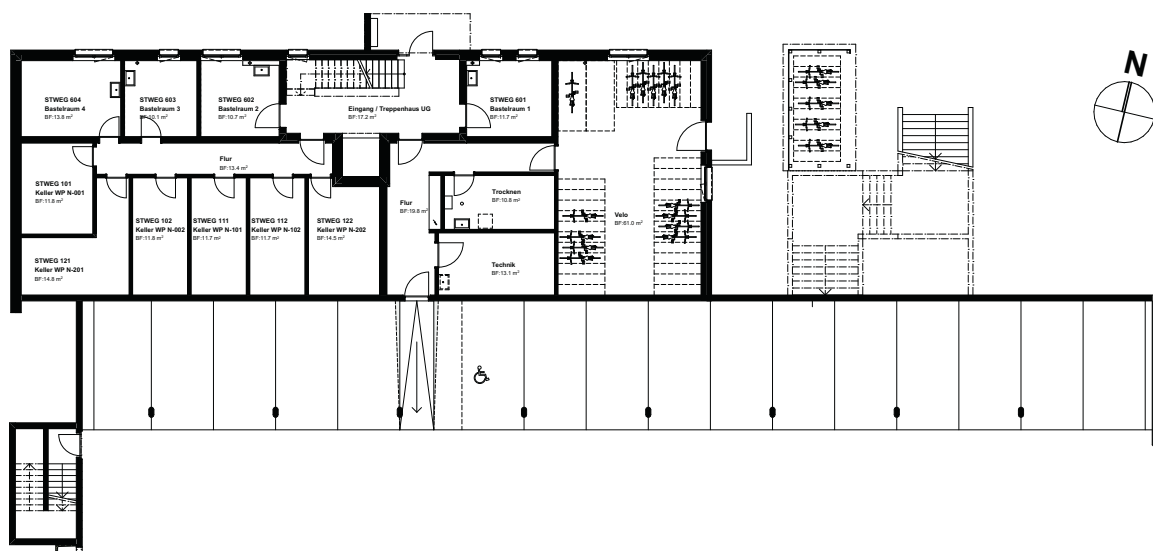 N
STWEG 604
Bastelraum 4
BF:13.8 m²
STWEG 603
Bastelraum 3
BF:10.1 m²
STWEG 602
Bastelraum 2
BF:10.7 m²
Eingang / Treppenhaus UG
BF:17.2 m²
STWEG 601
Bastelraum 1
BF:11.7 m²
Flur
BF:13.4 m²
STWEG 101
Keller WP N-001
BF:11.8 m²
STWEG 102
Keller WP N-002
BF:11.8 m²
STWEG 111
Keller WP N-101
BF:11.7 m²
STWEG 112
Keller WP N-102
BF:11.7 m²
STWEG 122
Keller WP N-202
BF:14.5 m²
Flur
BF:19.8 m²
Trocknen
BF:10.8 m²
Velo
BF:61.0 m²
STWEG 121
Keller WP N-201
BF:14.8 m²
Technik
BF:13.1 m²